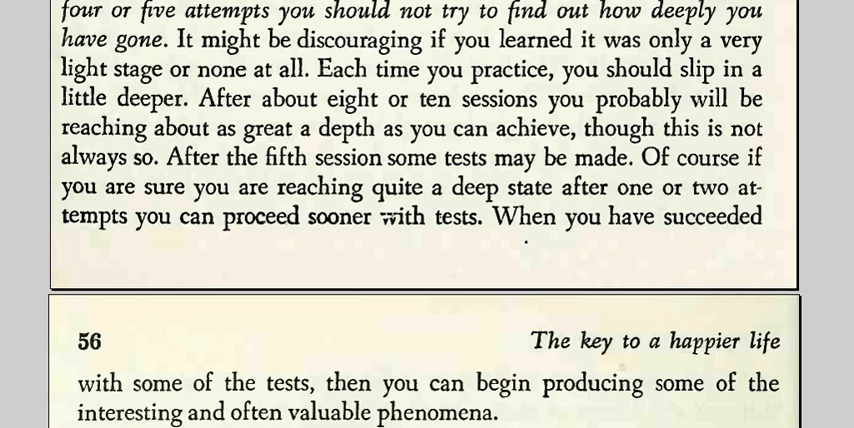 four or five attempts you should not try to find out how deeply you
have gone. It might be discouraging if you learned it was only a very
light stage or none at all. Each time you practice, you should slip in a
little deeper. After about eight or ten sessions you probably will be
reaching about as great a depth as you can achieve, though this is not
always so. After the fifth session some tests may be made. Of course if
you are sure you are reaching quite a deep state after one or two at-
tempts you can proceed sooner with tests. When you have succeeded
56 The key to a happier life
with some of the tests, then you can begin producing some of the
interesting and often valuable phenomena.